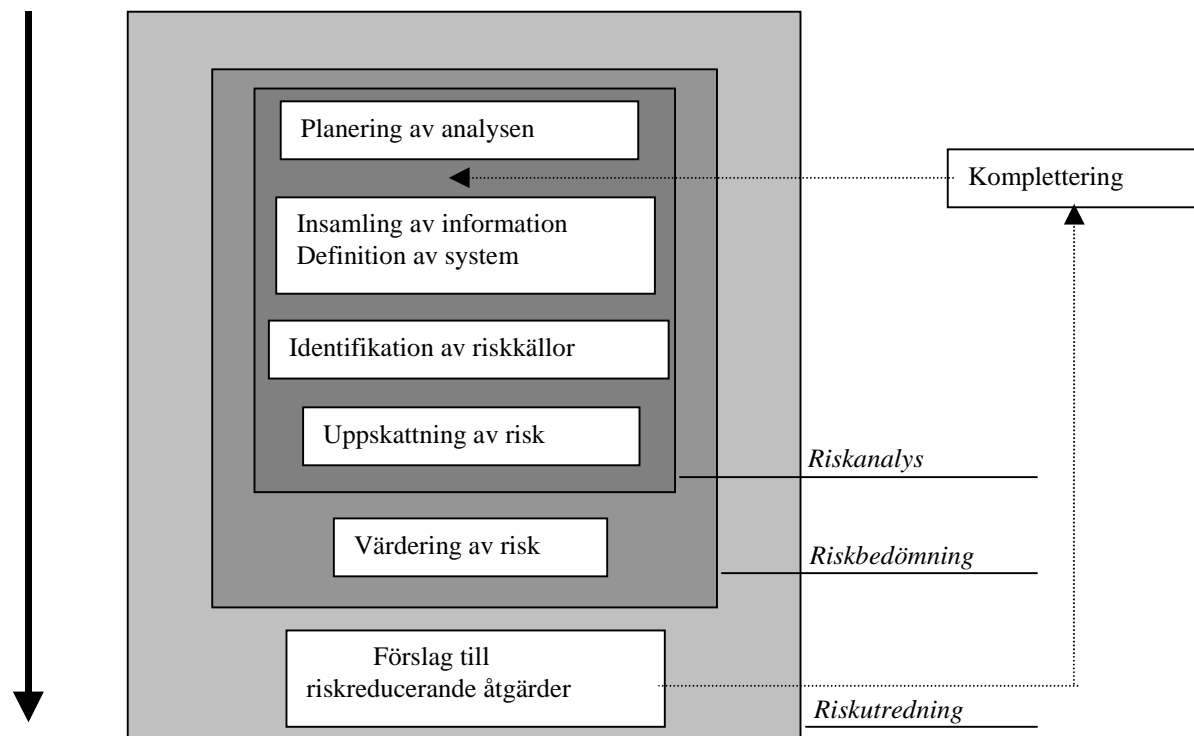 Planering av analysen
Komplettering
Insamling av information
Definition av system
Identifikation av riskkällor
Uppskattning av risk
Riskanalys
Värdering av risk
Riskbedömning
Förslag till
riskreducerande åtgärder
Riskutredning